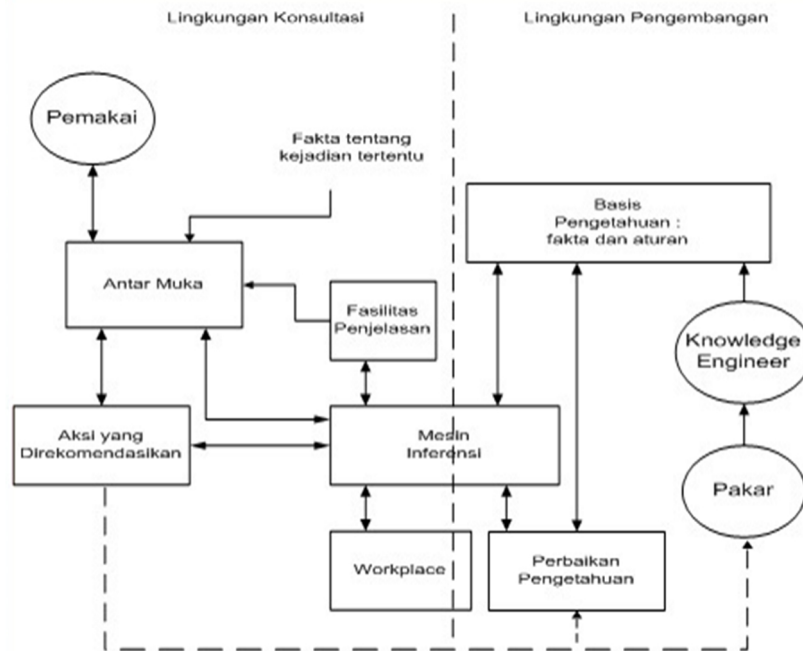 Lingkungan Konsultasi
Lingkungan Pengembangan
Pemakai
Fakta tentang
kejadian tertentu
Basis
Pengetahuan :
fakta dan aturan
Antar Muka
Fasilitas
Penjelasan
Knowledge
Engineer
Aksi yang
Direkomendasikan
Mesin
Inferensi
Pakar
Workplace
Perbaikan
Pengetahuan